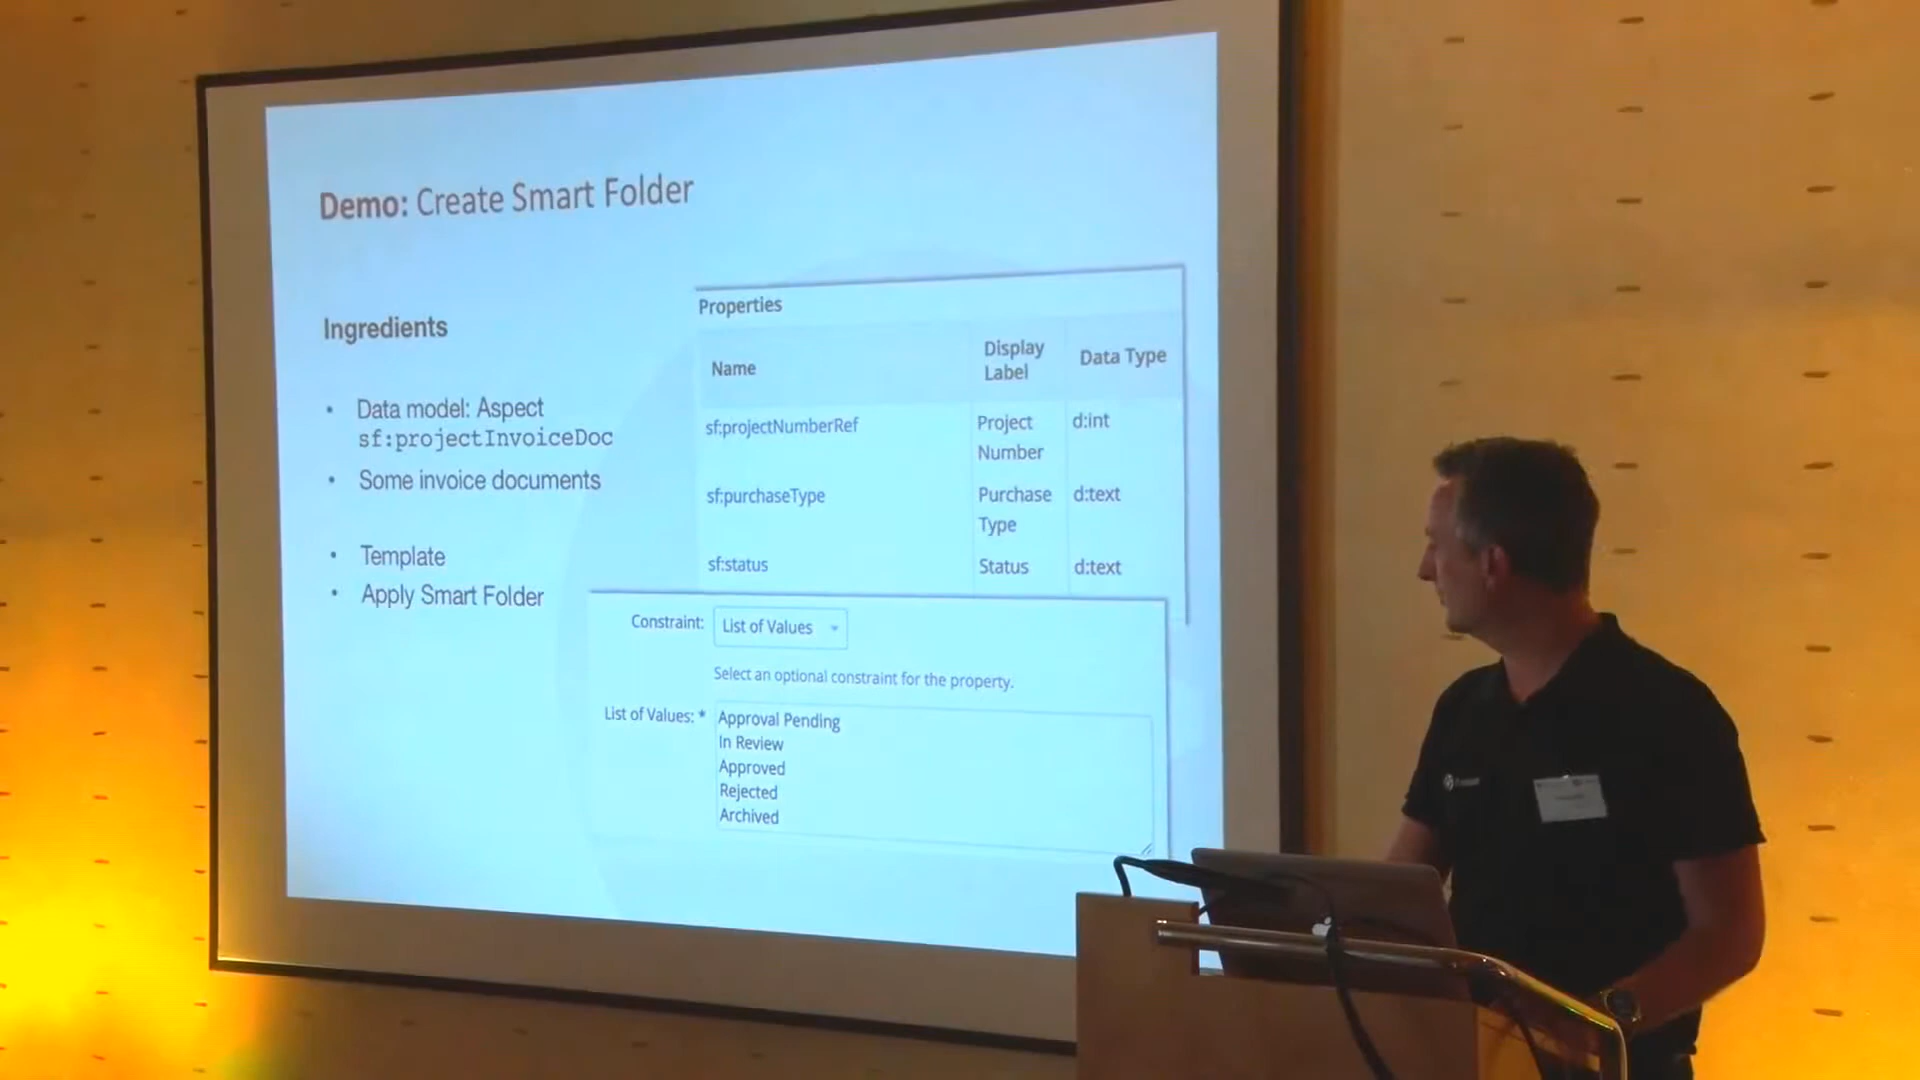 Demo: Create Smart Folder
Ingredients
• Data model: Aspect
sf:projectInvoiceDoc
• Some invoice documents
• Template
• Apply Smart Folder
Properties
Name Display Label Data Type
sf:projectNumberRef Project Number d:int
sf:purchaseType Purchase Type d:text
sf:status Status d:text
Constraint: List of Values
Select an optional constraint for the property.
List of Values: * Approval Pending
In Review
Approved
Rejected
Archived